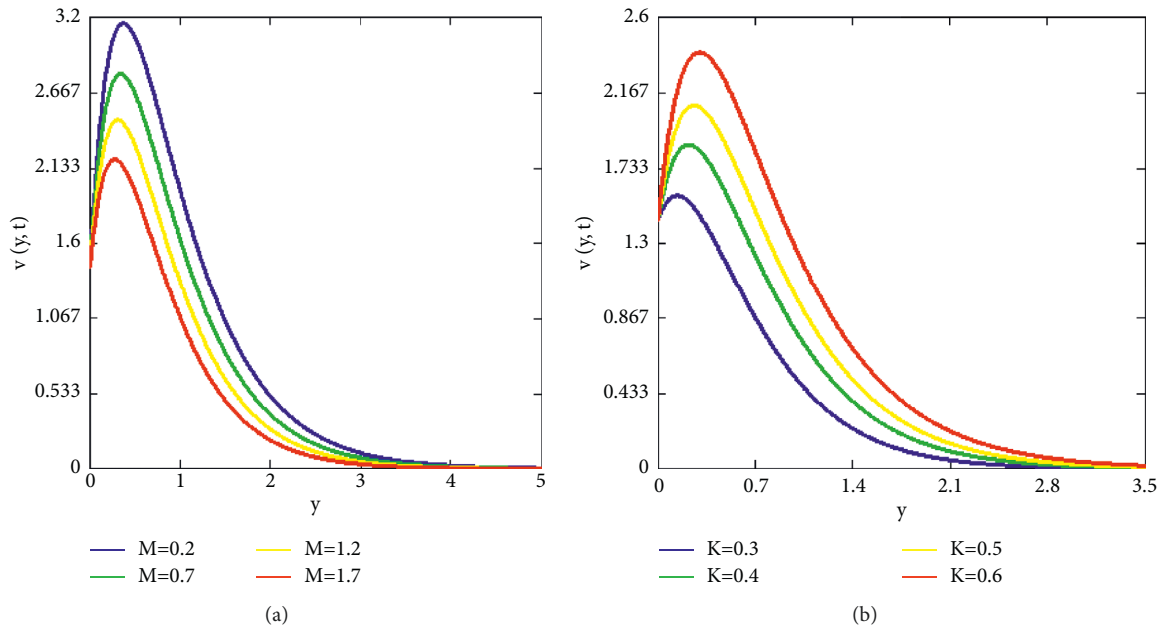 3.2
2.667
2.133
1.6
1.067
0.533
0
v (y, t)
0 1 2 3 4 5
y
M=0.2 M=1.2
M=0.7 M=1.7
(a)
2.6
2.167
1.733
1.3
0.867
0.433
0
v (y, t)
0 0.7 1.4 2.1 2.8 3.5
y
K=0.3 K=0.5
K=0.4 K=0.6
(b)